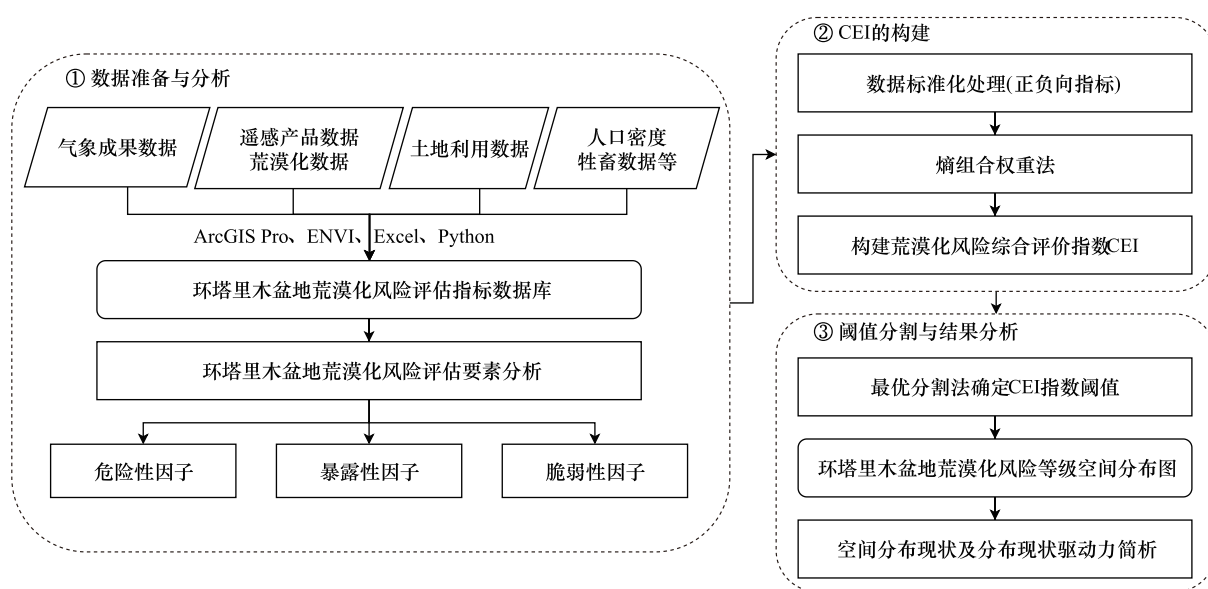 ① 数据准备与分析
气象成果数据
遥感产品数据
荒漠化数据
土地利用数据
人口密度
牲畜数据等
ArcGIS Pro、ENVI、Excel、Python
环塔里木盆地荒漠化风险评估指标数据库
环塔里木盆地荒漠化风险评估要素分析
危险性因子
暴露性因子
脆弱性因子
② CEI的构建
数据标准化处理(正负向指标)
熵组合权重法
构建荒漠化风险综合评价指数CEI
③ 阈值分割与结果分析
最优分割法确定CEI指数阈值
环塔里木盆地荒漠化风险等级空间分布图
空间分布现状及分布现状驱动力简析